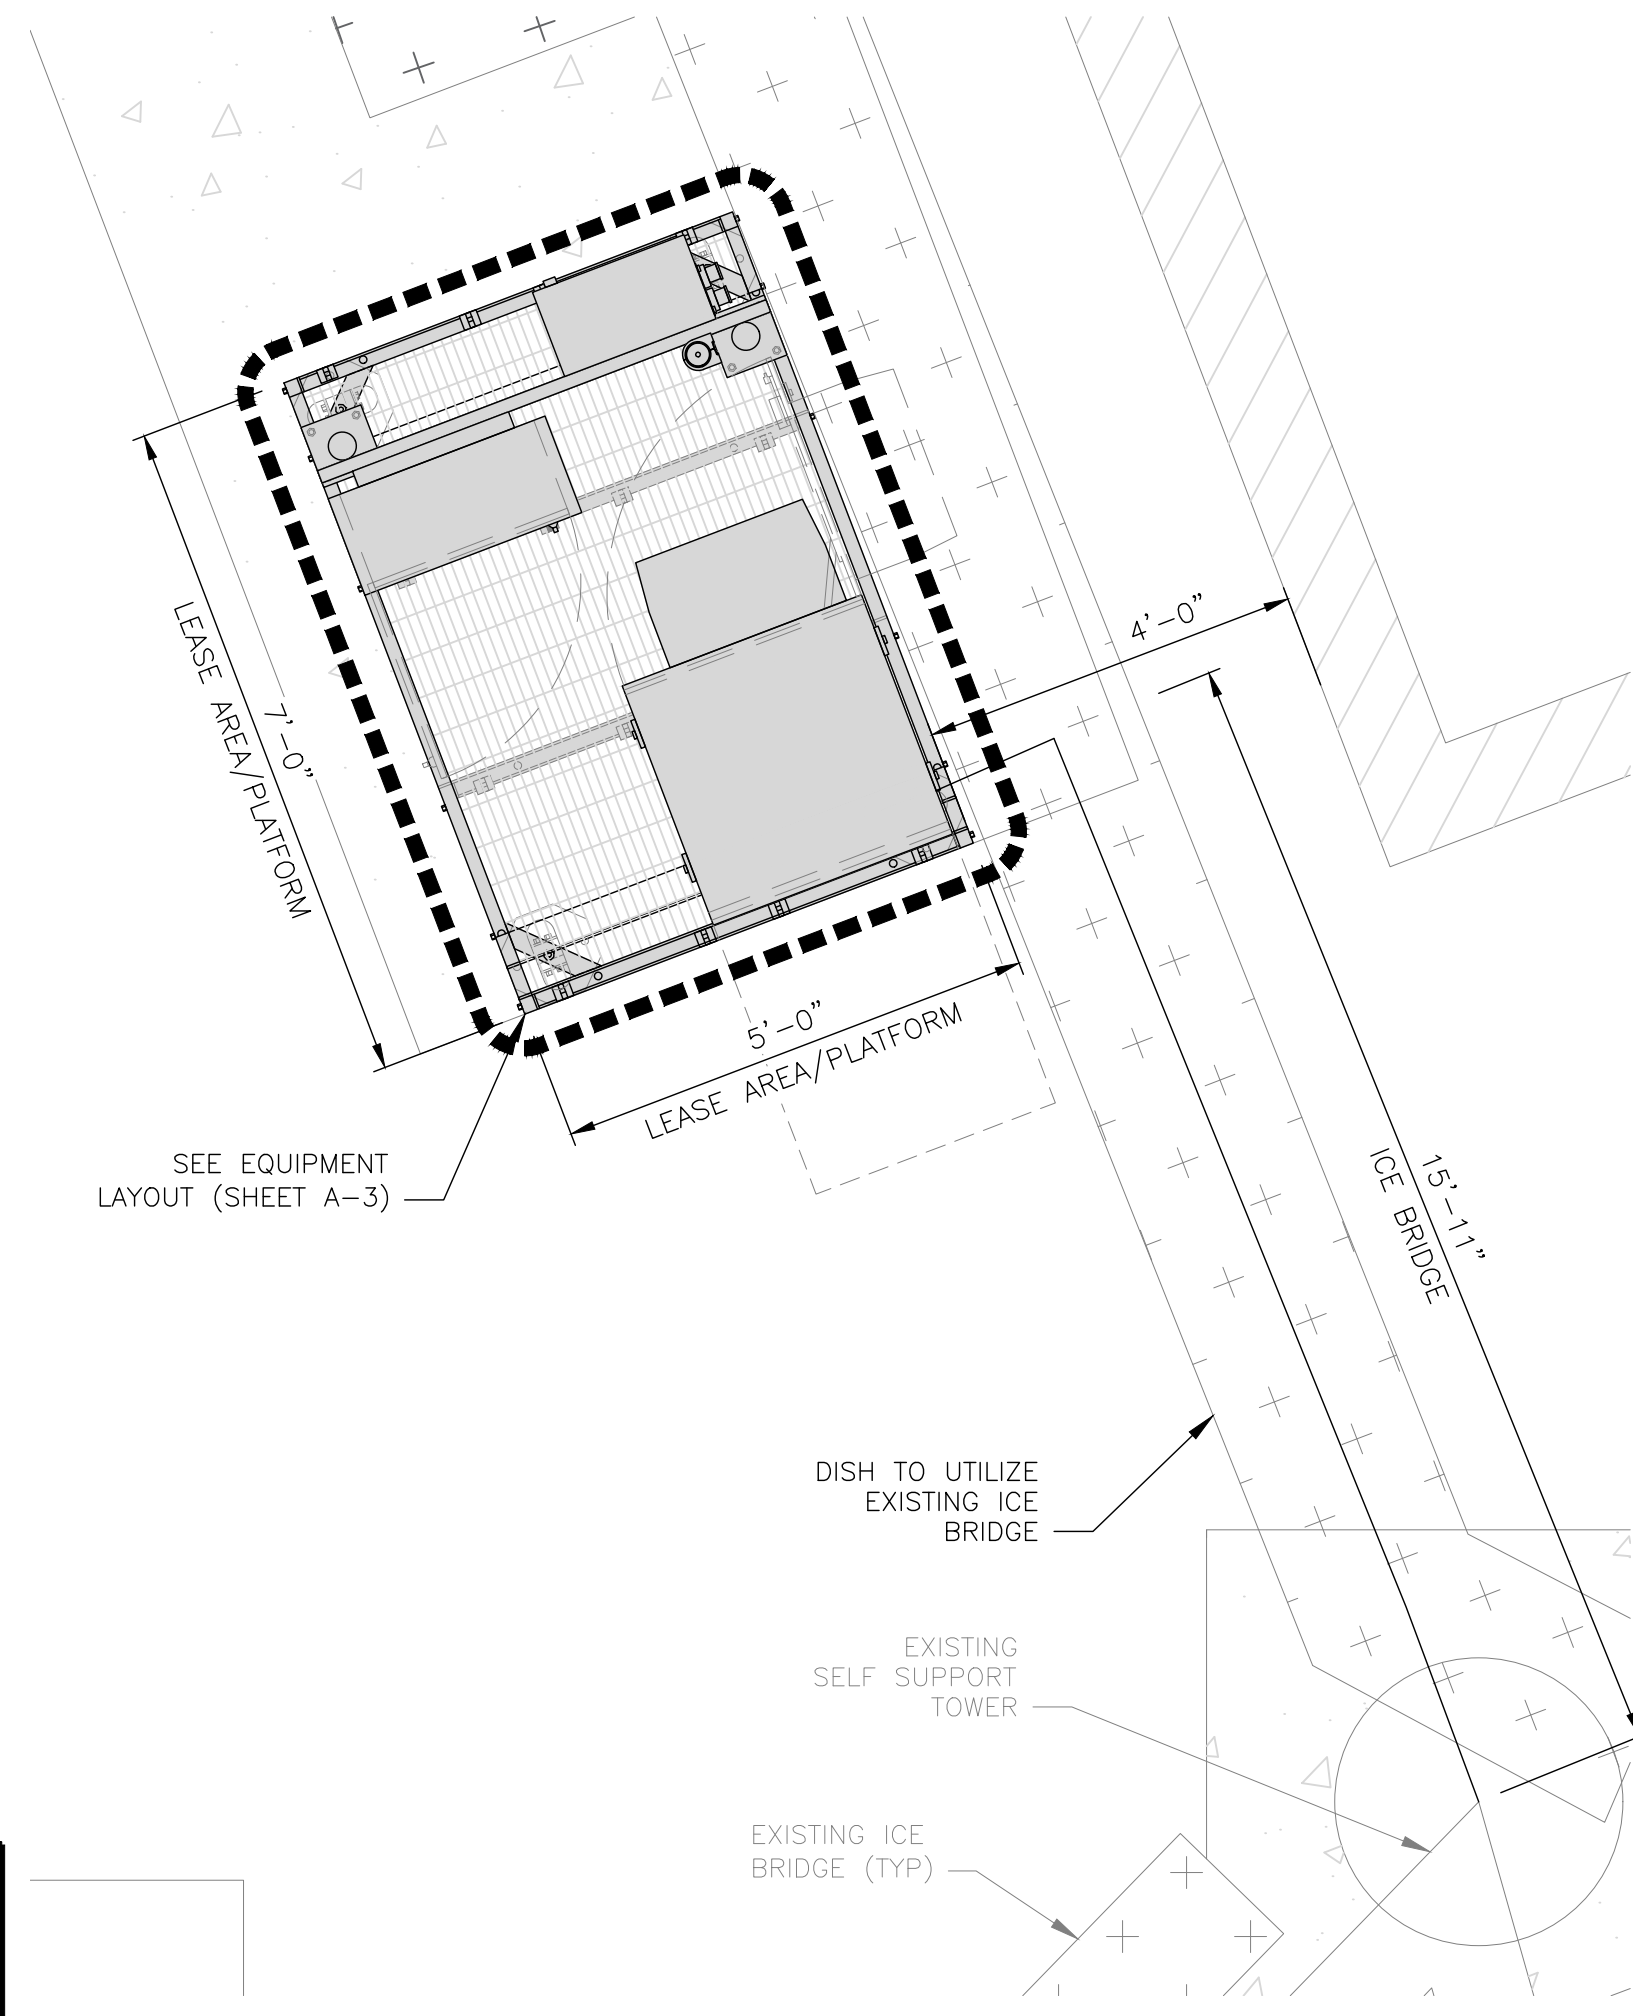 4'-0"
LEASE AREA/PLATFORM
7'-0"
5'-0"
LEASE AREA/PLATFORM
SEE EQUIPMENT
LAYOUT (SHEET A-3)
15'-11"
ICE BRIDGE
DISH TO UTILIZE
EXISTING ICE
BRIDGE
EXISTING
SELF SUPPORT
TOWER
EXISTING ICE
BRIDGE (TYP)